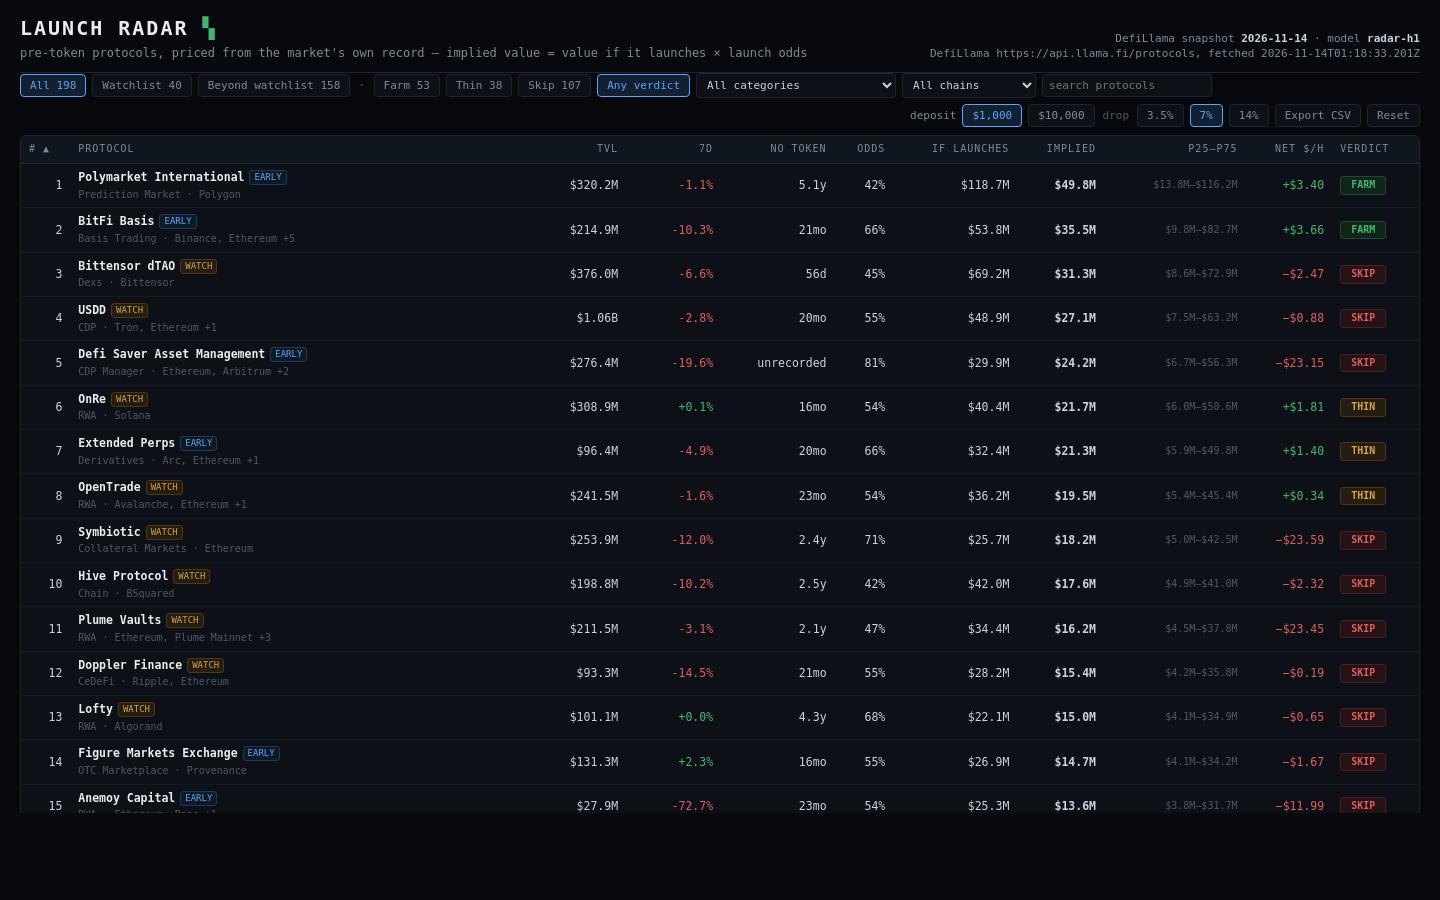 LAUNCH RADAR
pre-token protocols, priced from the market's own record — implied value = value if it launches × launch odds
DefiLlama snapshot 2026-11-14 · model radar-h1
DefiLlama https://api.llama.fi/protocols, fetched 2026-11-14T01:18:33.201Z
All 198 Watchlist 40 Beyond watchlist 158 · Farm 53 Thin 38 Skip 107 Any verdict All categories All chains search protocols
deposit $1,000 $10,000 drop 3.5% 7% 14% Export CSV Reset
# ▲ PROTOCOL TVL 7D NO TOKEN ODDS IF LAUNCHES IMPLIED P25–P75 NET $/H VERDICT
1 Polymarket International EARLY $320.2M -1.1% 5.1y 42% $118.7M $49.8M $13.8M–$116.2M +$3.40 FARM
Prediction Market · Polygon
2 BitFi Basis EARLY $214.9M -10.3% 21mo 66% $53.8M $35.5M $9.8M–$82.7M +$3.66 FARM
Basis Trading · Binance, Ethereum +5
3 Bittensor dTAO WATCH $376.0M -6.6% 56d 45% $69.2M $31.3M $8.6M–$72.9M −$2.47 SKIP
Dexs · Bittensor
4 USDD WATCH $1.06B -2.8% 20mo 55% $48.9M $27.1M $7.5M–$63.2M −$0.88 SKIP
CDP · Tron, Ethereum +1
5 Defi Saver Asset Management EARLY $276.4M -19.6% unrecorded 81% $29.9M $24.2M $6.7M–$56.3M −$23.15 SKIP
CDP Manager · Ethereum, Arbitrum +2
6 OnRe WATCH $308.9M +0.1% 16mo 54% $40.4M $21.7M $6.0M–$50.6M +$1.81 THIN
RWA · Solana
7 Extended Perps EARLY $96.4M -4.9% 20mo 66% $32.4M $21.3M $5.9M–$49.8M +$1.40 THIN
Derivatives · Arc, Ethereum +1
8 OpenTrade WATCH $241.5M -1.6% 23mo 54% $36.2M $19.5M $5.4M–$45.4M +$0.34 THIN
RWA · Avalanche, Ethereum +1
9 Symbiotic WATCH $253.9M -12.0% 2.4y 71% $25.7M $18.2M $5.0M–$42.5M −$23.59 SKIP
Collateral Markets · Ethereum
10 Hive Protocol WATCH $198.8M -10.2% 2.5y 42% $42.0M $17.6M $4.9M–$41.0M −$2.32 SKIP
Chain · BSquared
11 Plume Vaults WATCH $211.5M -3.1% 2.1y 47% $34.4M $16.2M $4.5M–$37.8M −$23.45 SKIP
RWA · Ethereum, Plume Mainnet +3
12 Doppler Finance WATCH $93.3M -14.5% 21mo 55% $28.2M $15.4M $4.2M–$35.8M −$0.19 SKIP
CeDeFi · Ripple, Ethereum
13 Lofty WATCH $101.1M +0.0% 4.3y 68% $22.1M $15.0M $4.1M–$34.9M −$0.65 SKIP
RWA · Algorand
14 Figure Markets Exchange EARLY $131.3M +2.3% 16mo 55% $26.9M $14.7M $4.1M–$34.2M −$1.67 SKIP
OTC Marketplace · Provenance
15 Anemoy Capital EARLY $27.9M -72.7% 23mo 54% $25.3M $13.6M $3.8M–$31.7M −$11.99 SKIP